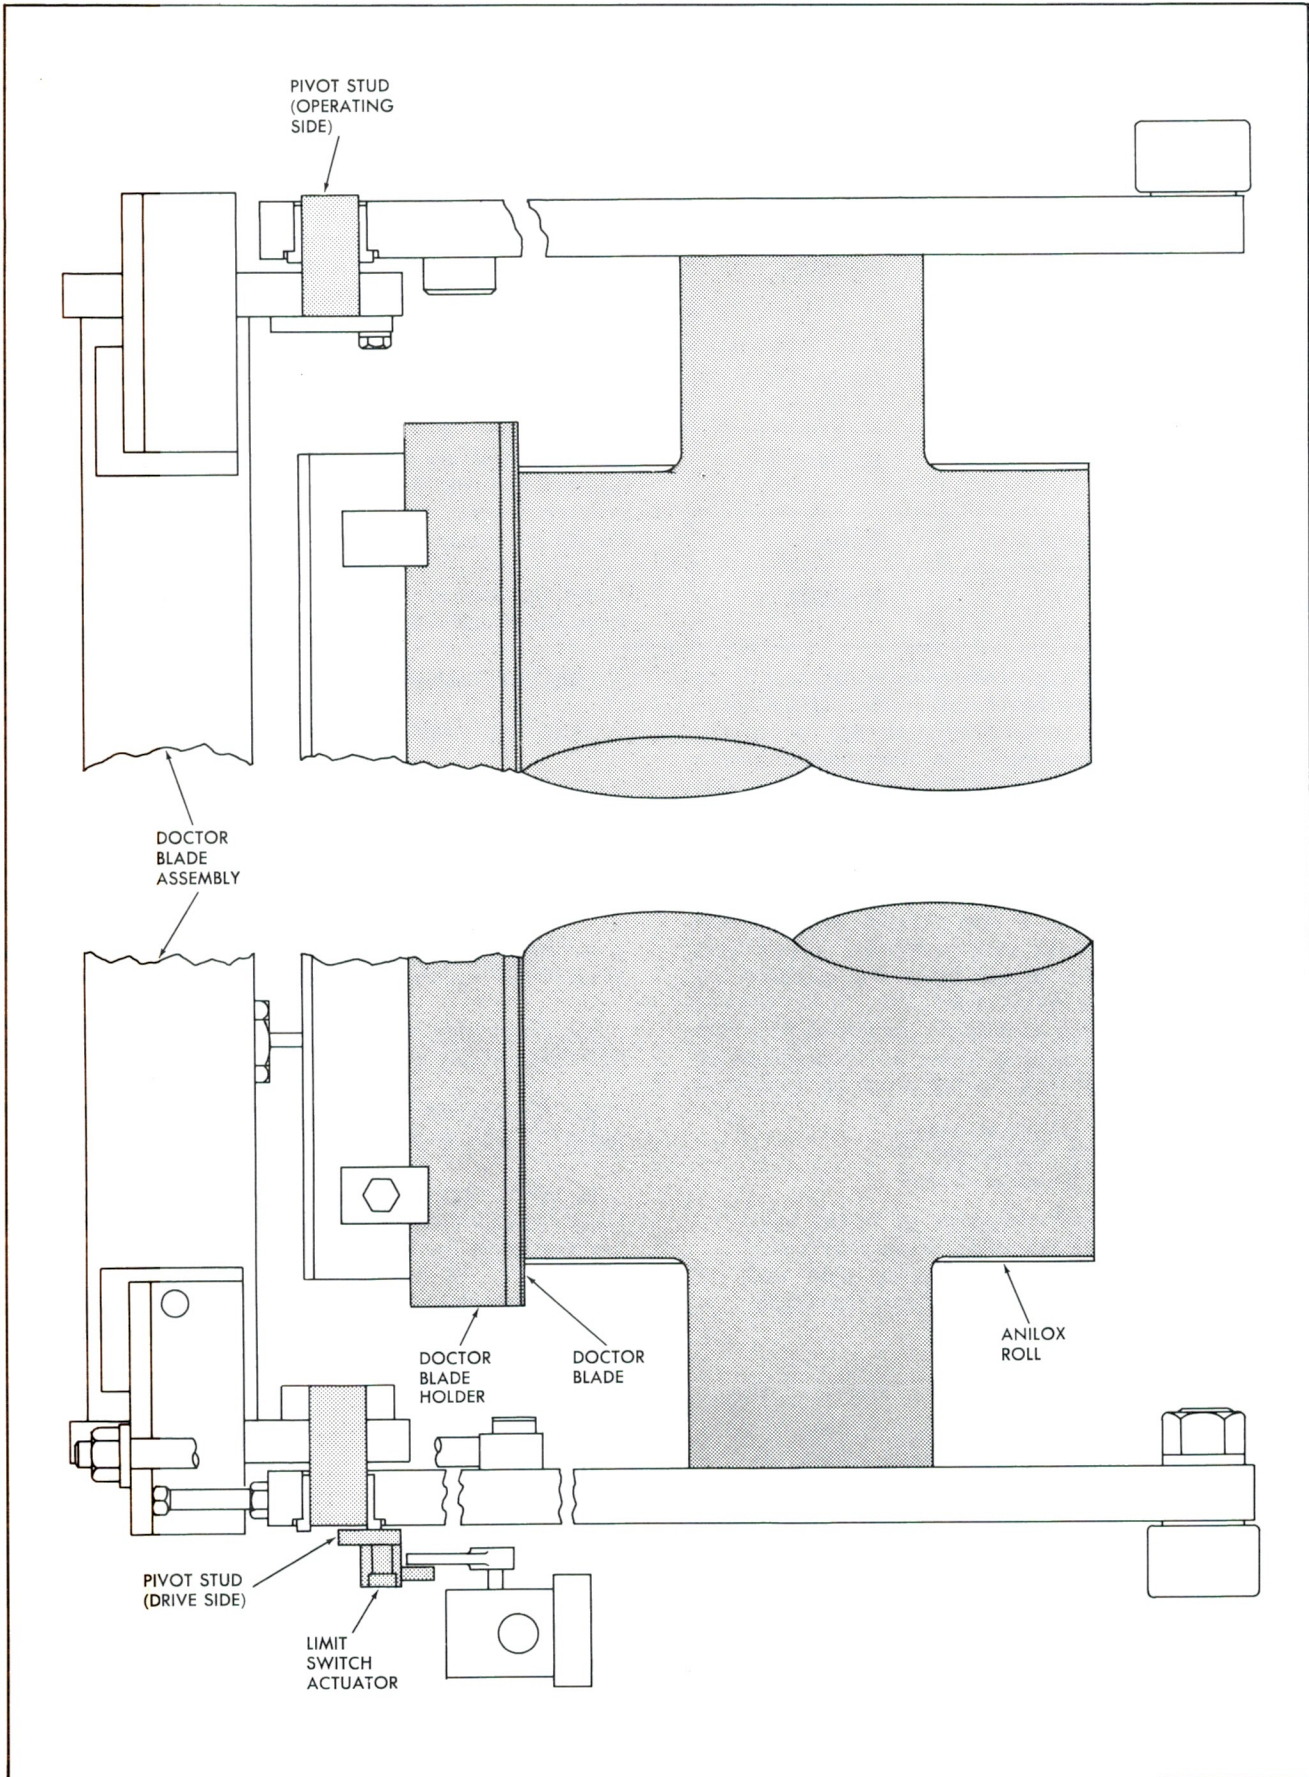 PIVOT STUD
(OPERATING
SIDE)
DOCTOR
BLADE
ASSEMBLY
DOCTOR
BLADE
HOLDER
DOCTOR
BLADE
ANILOX
ROLL
PIVOT STUD
(DRIVE SIDE)
LIMIT
SWITCH
ACTUATOR